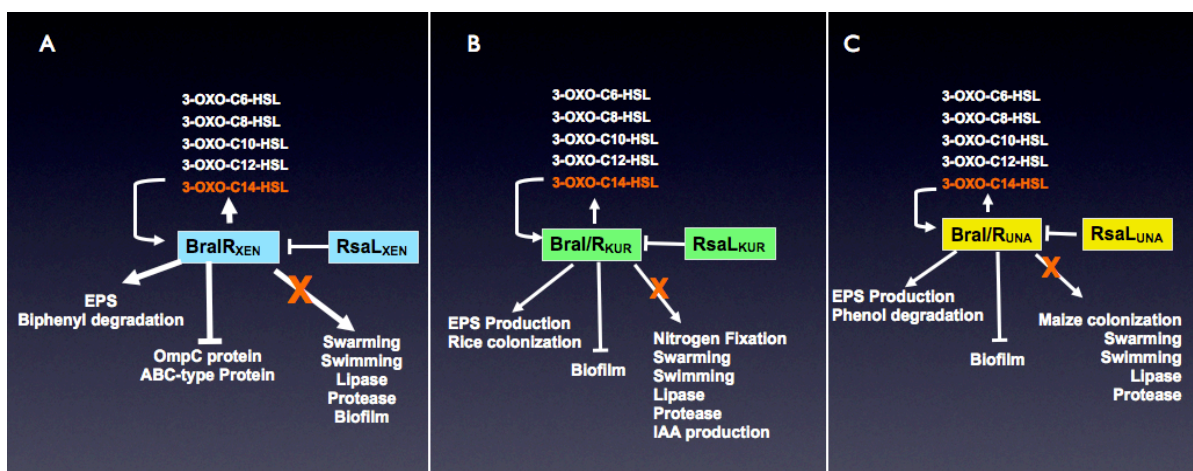 A
3-OXO-C6-HSL
3-OXO-C8-HSL
3-OXO-C10-HSL
3-OXO-C12-HSL
3-OXO-C14-HSL
BraIRXEN
RsaLXEN
EPS
Biphenyl degradation
OmpC protein
ABC-type Protein
X
Swarming
Swimming
Lipase
Protease
Biofilm
B
3-OXO-C6-HSL
3-OXO-C8-HSL
3-OXO-C10-HSL
3-OXO-C12-HSL
3-OXO-C14-HSL
BraI/RKUR
RsaLKUR
EPS Production
Rice colonization
Biofilm
X
Nitrogen Fixation
Swarming
Swimming
Lipase
Protease
IAA production
C
3-OXO-C6-HSL
3-OXO-C8-HSL
3-OXO-C10-HSL
3-OXO-C12-HSL
3-OXO-C14-HSL
BraI/RUNA
RsaLUNA
EPS Production
Phenol degradation
Biofilm
X
Maize colonization
Swarming
Swimming
Lipase
Protease